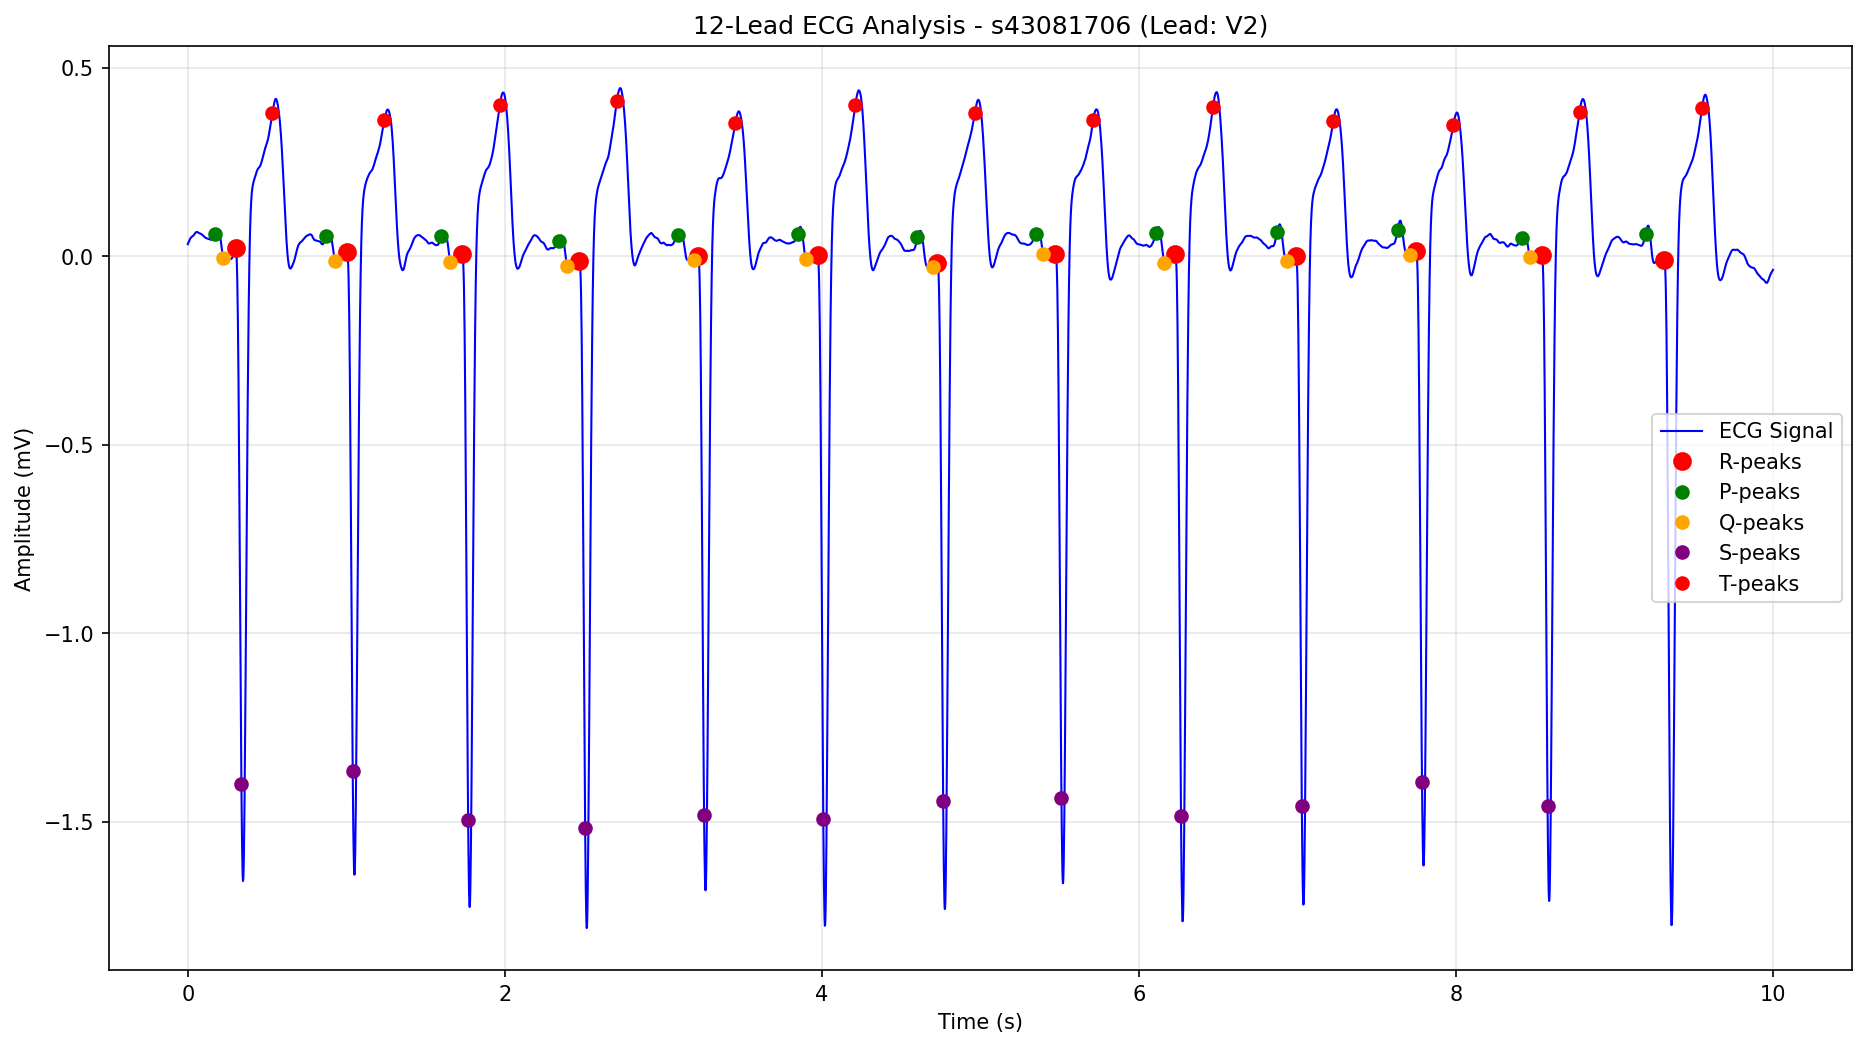 12-Lead ECG Analysis - s43081706 (Lead: V2)
0.5
0.0
−0.5
−1.0
−1.5
Amplitude (mV)
ECG Signal
R-peaks
P-peaks
Q-peaks
S-peaks
T-peaks
0 2 4 6 8 10
Time (s)